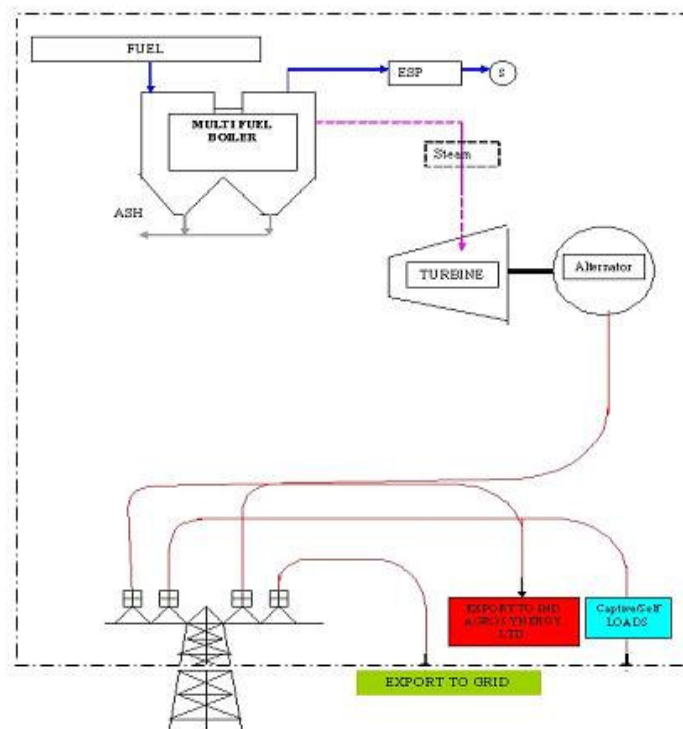 FUEL
ESP
S
MULTI FUEL
BOILER
Steam
ASH
TURBINE
Alternator
EXPORT TO IND
AGRO SYNERGY
LTD
Captive/Self
LOADS
EXPORT TO GRID